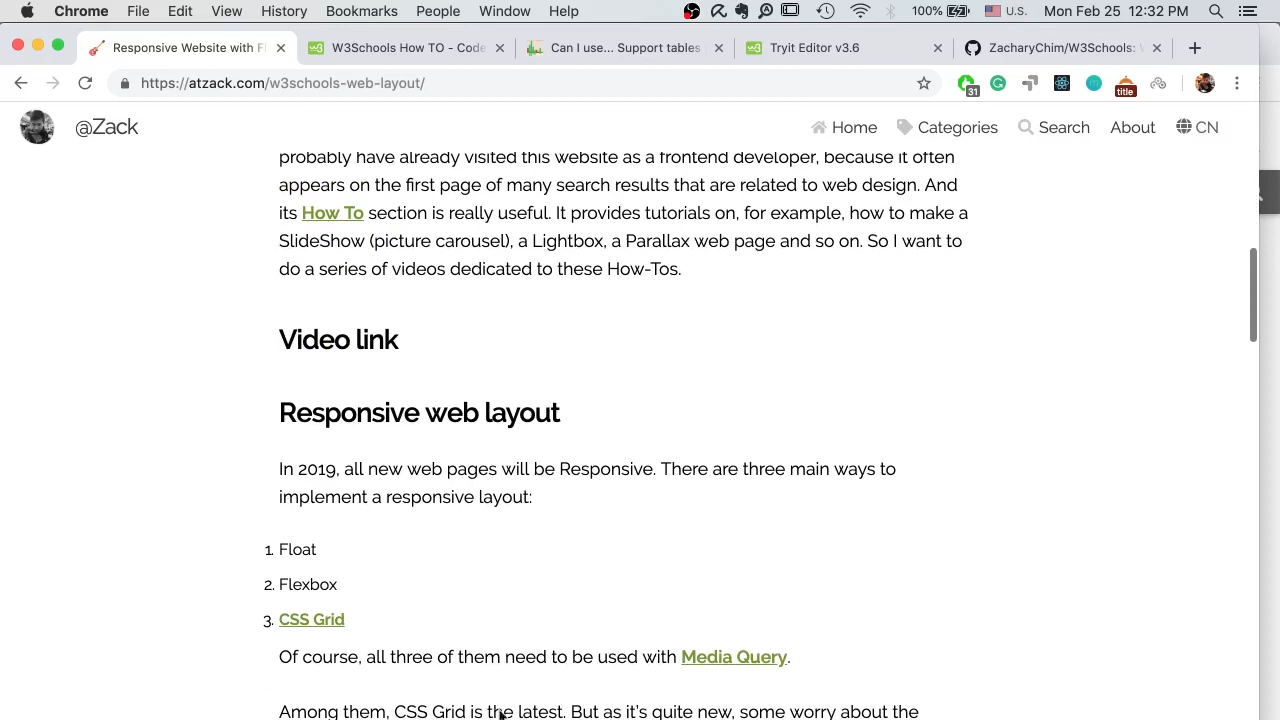 Chrome File Edit View History Bookmarks People Window Help 100% U.S. Mon Feb 25 12:32 PM
Responsive Website with Fl W3Schools How TO - Code Can I use... Support tables Tryit Editor v3.6 ZacharyChim/W3Schools:
https://atzack.com/w3schools-web-layout/ 31 title
@Zack Home Categories Search About CN
probably have already visited this website as a frontend developer, because it often
appears on the first page of many search results that are related to web design. And
its How To section is really useful. It provides tutorials on, for example, how to make a
SlideShow (picture carousel), a Lightbox, a Parallax web page and so on. So I want to
do a series of videos dedicated to these How-Tos.
Video link
Responsive web layout
In 2019, all new web pages will be Responsive. There are three main ways to
implement a responsive layout:
1. Float
2. Flexbox
3. CSS Grid
Of course, all three of them need to be used with Media Query.
Among them, CSS Grid is the latest. But as it's quite new, some worry about the